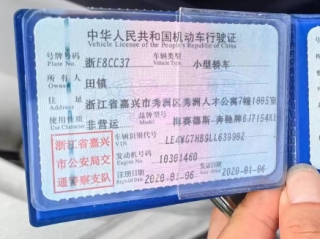 中华人民共和国机动车行驶证
Vehicle License of the People's Republic of China
号牌号码 浙F8CC37 车辆类型 小型轿车
Plate No. Vehicle Type
所有人 田镇
Owner
住址 浙江省嘉兴市秀洲区秀洲人才公寓7幢1005室
Address
使用性质 非营运 品牌型号 梅赛德斯-奔驰牌
Use Character Model
浙江省嘉兴
市公安局交
通警察支队
车辆识别代号
VIN
发动机号码 10301460
Engine No.
注册日期 2020-01-06 发证日期 2020-01-06
Register Date Issue Date